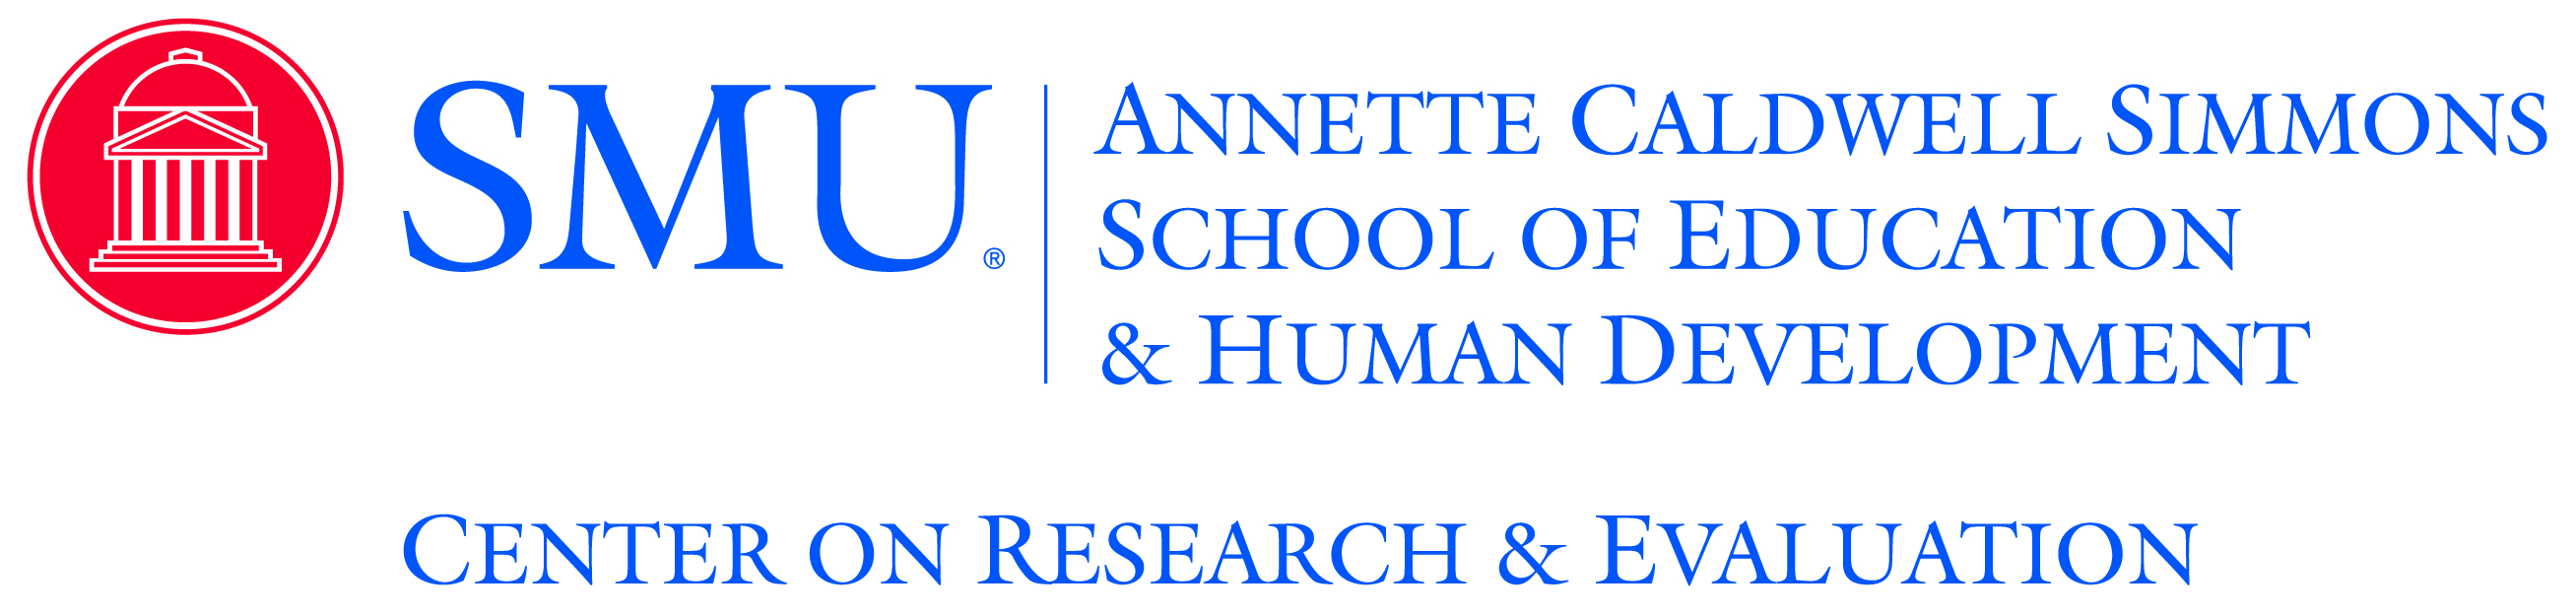 SMU® ANNETTE CALDWELL SIMMONS
SCHOOL OF EDUCATION
& HUMAN DEVELOPMENT
CENTER ON RESEARCH & EVALUATION